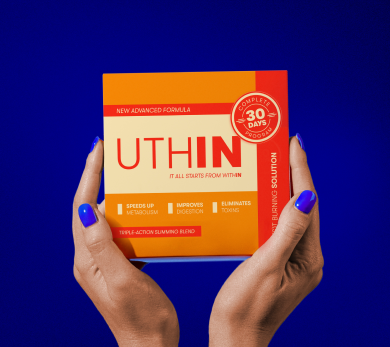 NEW ADVANCED FORMULA
COMPLETE
30
DAYS
PROGRAM
UTHIN
IT ALL STARTS FROM WITHIN
SPEEDS UP
METABOLISM
IMPROVES
DIGESTION
ELIMINATES
TOXINS
TRIPLE-ACTION SLIMMING BLEND
BURNING SOLUTION